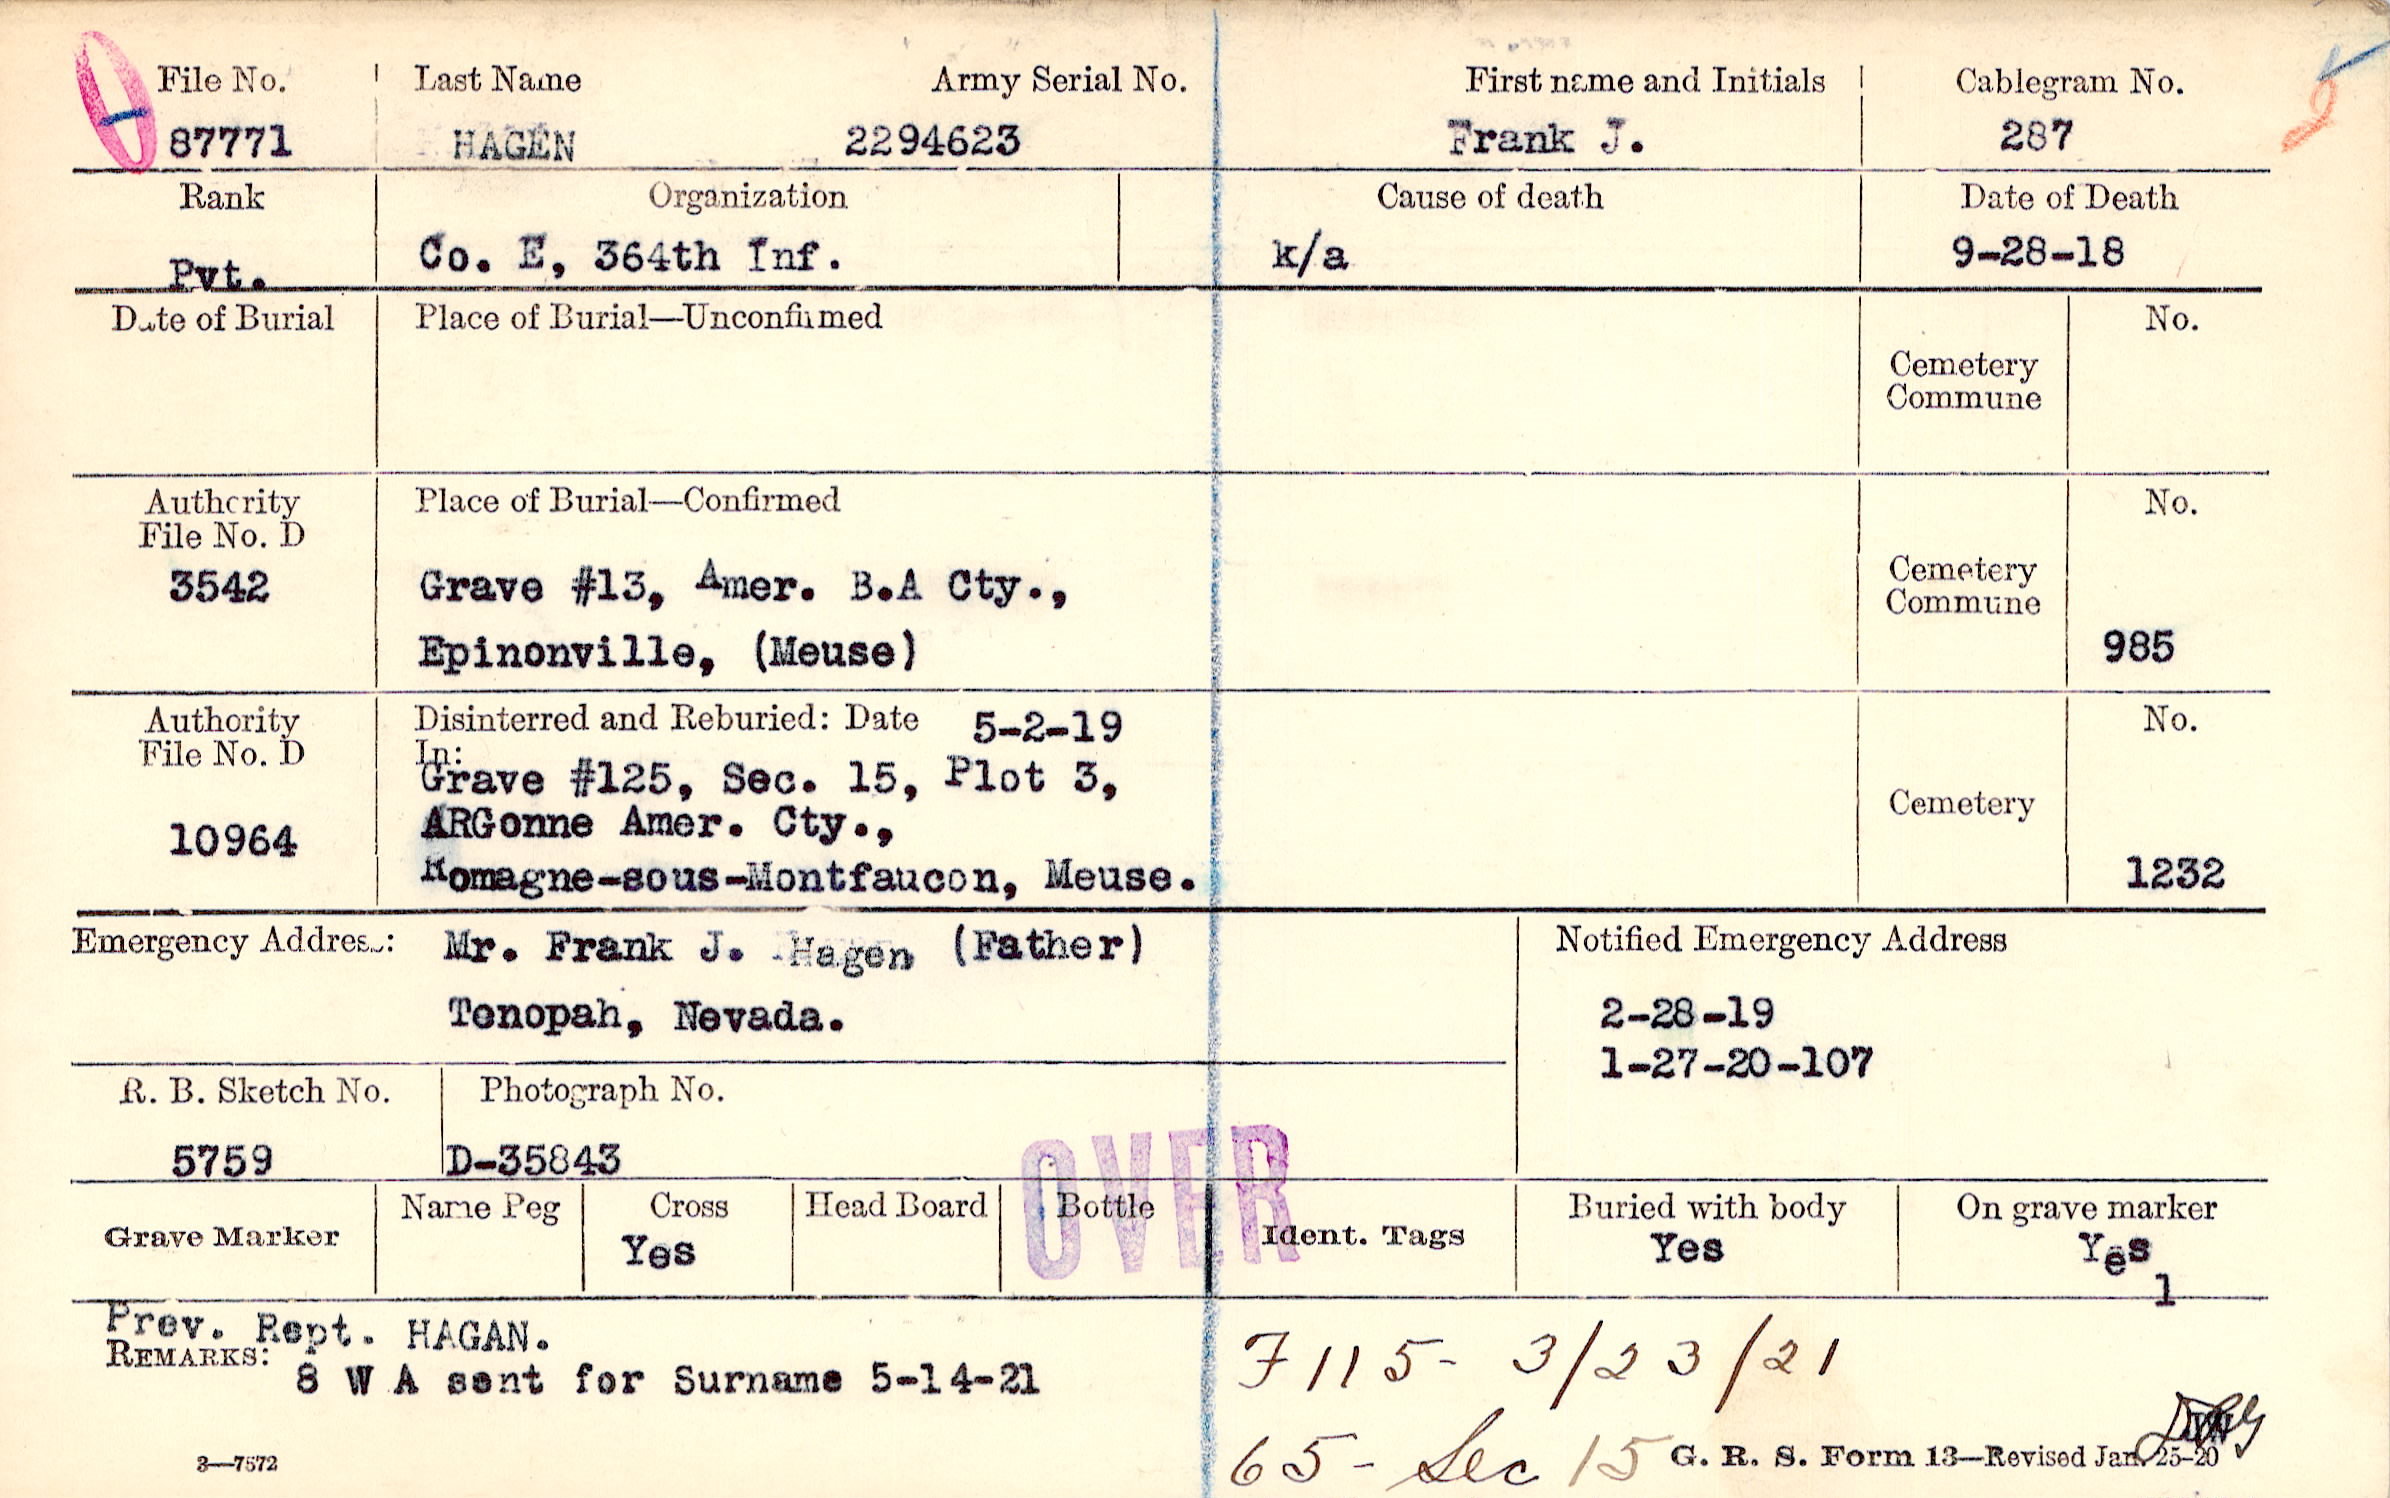 File No. Last Name Army Serial No. First name and Initials Cablegram No.
87771 HAGEN 2294623 Frank J. 287
Rank Organization Cause of death Date of Death
Pvt. Co. E, 364th Inf. k/a 9-28-18
Date of Burial Place of Burial—Unconfirmed No.
Cemetery
Commune
Authority Place of Burial—Confirmed No.
File No. D
3542 Grave #13, Amer. B.A Cty., Cemetery
Commune
Epinonville, (Meuse) 985
Authority Disinterred and Reburied: Date 5-2-19 No.
File No. D In:
Grave #125, Sec. 15, Plot 3,
Cemetery
10964 ARGonne Amer. Cty.,
Romagne-sous-Montfaucon, Meuse. 1232
Emergency Address: Mr. Frank J. Hagen (Father) Notified Emergency Address
Tonopah, Nevada. 2-28-19
1-27-20-107
R. B. Sketch No. Photograph No.
5759 D-35843
OVER
Grave Marker Name Peg Cross Head Board Bottle Ident. Tags Buried with body On grave marker
Yes Yes Yes
1
Prev. Rept. HAGAN.
REMARKS:
8 W A sent for Surname 5-14-21
7115- 3/23/21
65- Sec 15
3—7572 G. R. S. Form 13—Revised Jan. 25-20